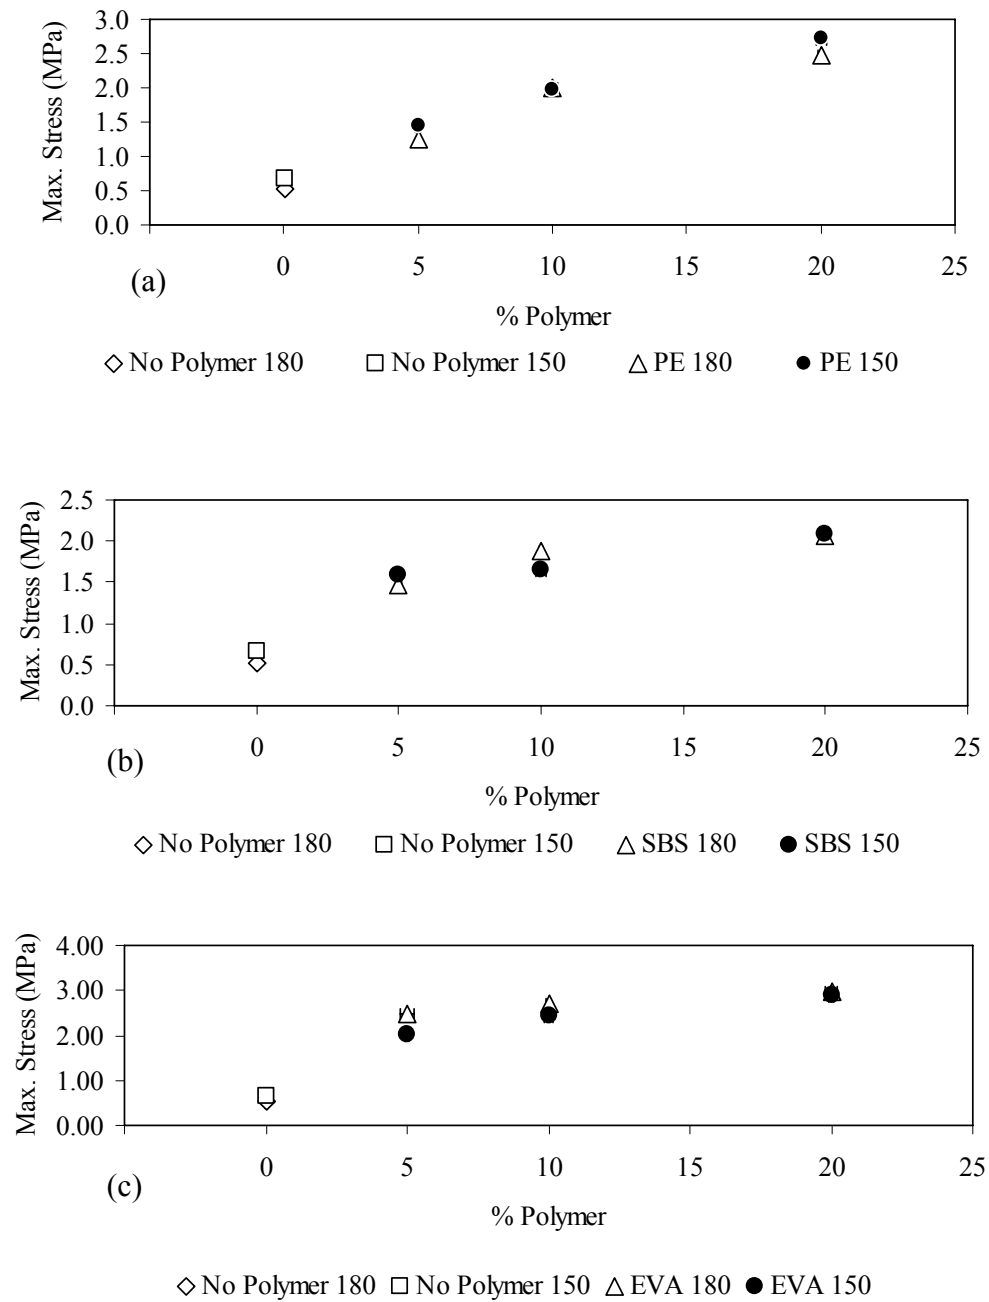 3.0
2.5
2.0
1.5
1.0
0.5
0.0
Max. Stress (MPa)
0 5 10 15 20 25
(a)
% Polymer
No Polymer 180 No Polymer 150 PE 180 PE 150
2.5
2.0
1.5
1.0
0.5
0.0
Max. Stress (MPa)
0 5 10 15 20 25
(b)
% Polymer
No Polymer 180 No Polymer 150 SBS 180 SBS 150
4.00
3.00
2.00
1.00
0.00
Max. Stress (MPa)
0 5 10 15 20 25
(c)
% Polymer
No Polymer 180 No Polymer 150 EVA 180 EVA 150